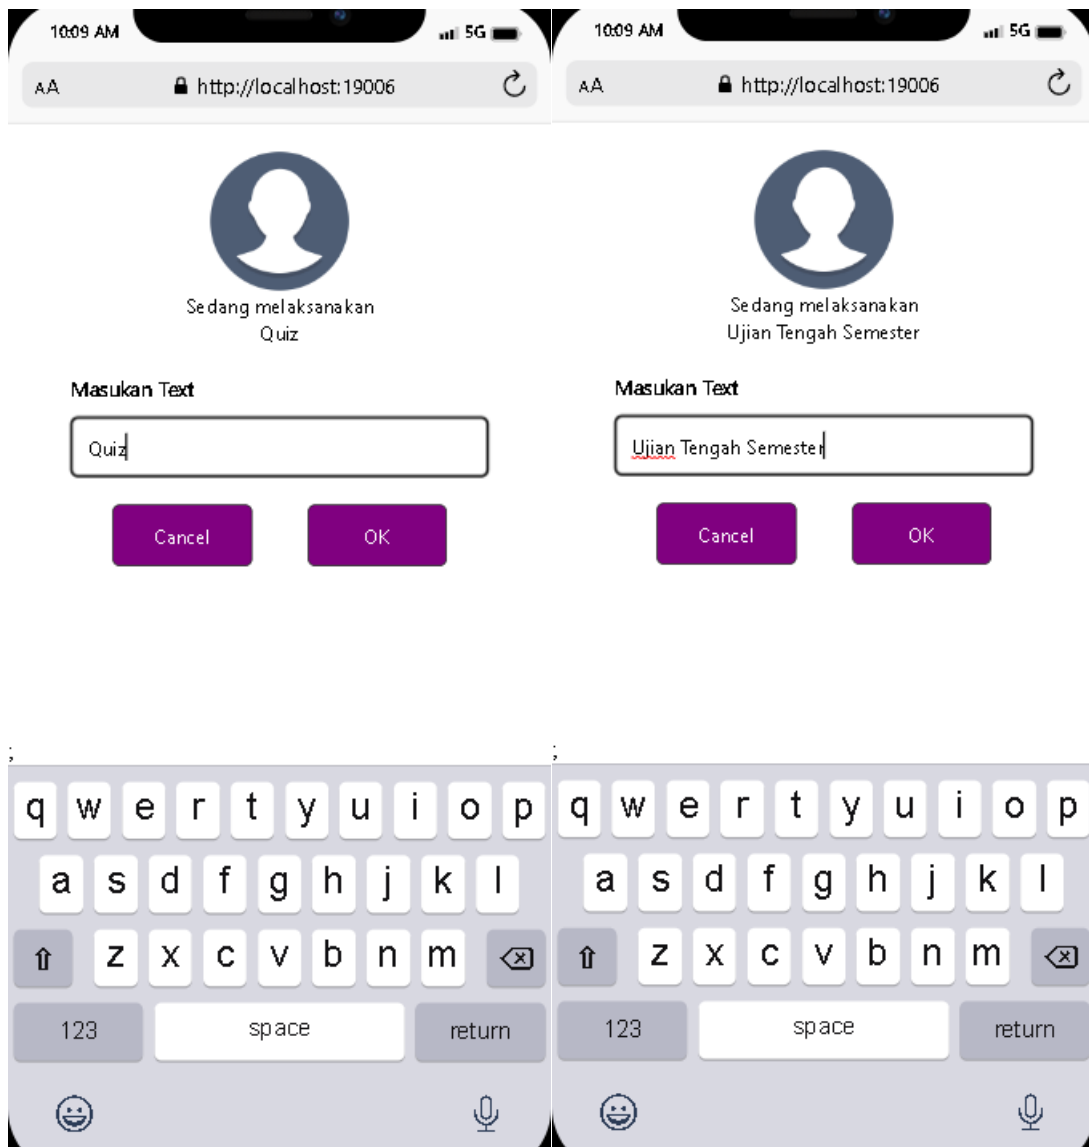 10:09 AM
5G
AA
http://localhost:19006
Sedang melaksanakan
Quiz
Masukan Text
Quiz
Cancel
OK
;
q w e r t y u i o p
a s d f g h j k l
z x c v b n m
123
space
return
10:09 AM
5G
AA
http://localhost:19006
Sedang melaksanakan
Ujian Tengah Semester
Masukan Text
Ujian Tengah Semester
Cancel
OK
;
q w e r t y u i o p
a s d f g h j k l
z x c v b n m
123
space
return